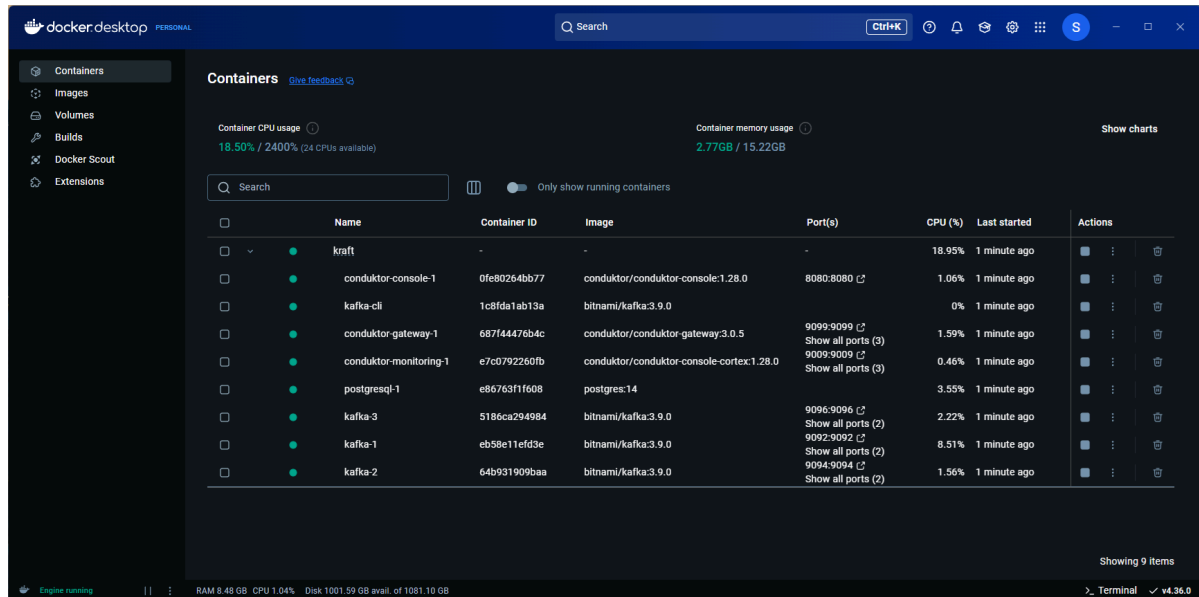 docker.desktop PERSONAL
Search Ctrl+K
S
Containers
Images
Volumes
Builds
Docker Scout
Extensions
Containers Give feedback
Container CPU usage
18.50% / 2400% (24 CPUs available)
Container memory usage
2.77GB / 15.22GB
Show charts
Search
Only show running containers
Name Container ID Image Port(s) CPU (%) Last started Actions
kraft - - - 18.95% 1 minute ago
conduktor-console-1 0fe80264bb77 conduktor/conduktor-console:1.28.0 8080:8080 1.06% 1 minute ago
kafka-cli 1c8fda1ab13a bitnami/kafka:3.9.0 0% 1 minute ago
conduktor-gateway-1 687f44476b4c conduktor/conduktor-gateway:3.0.5 9099:9099 1.59% 1 minute ago
Show all ports (3)
conduktor-monitoring-1 e7c0792260fb conduktor/conduktor-console-cortex:1.28.0 9009:9009 0.46% 1 minute ago
Show all ports (3)
postgresql-1 e86763f1f608 postgres:14 3.55% 1 minute ago
kafka-3 5186ca294984 bitnami/kafka:3.9.0 9096:9096 2.22% 1 minute ago
Show all ports (2)
kafka-1 eb58e11efd3e bitnami/kafka:3.9.0 9092:9092 8.51% 1 minute ago
Show all ports (2)
kafka-2 64b931909baa bitnami/kafka:3.9.0 9094:9094 1.56% 1 minute ago
Show all ports (2)
Showing 9 items
Engine running RAM 8.48 GB CPU 1.04% Disk 1001.59 GB avail. of 1081.10 GB Terminal v4.36.0